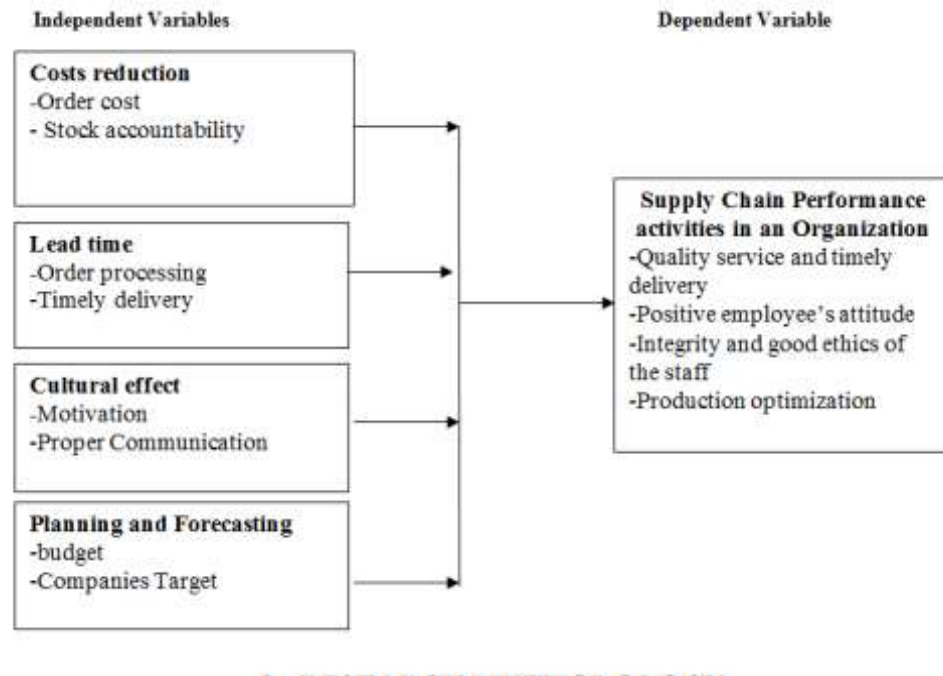 Independent Variables
Dependent Variable
Costs reduction
-Order cost
- Stock accountability
Lead time
-Order processing
-Timely delivery
Cultural effect
-Motivation
-Proper Communication
Planning and Forecasting
-budget
-Companies Target
Supply Chain Performance
activities in an Organization
-Quality service and timely
delivery
-Positive employee's attitude
-Integrity and good ethics of
the staff
-Production optimization